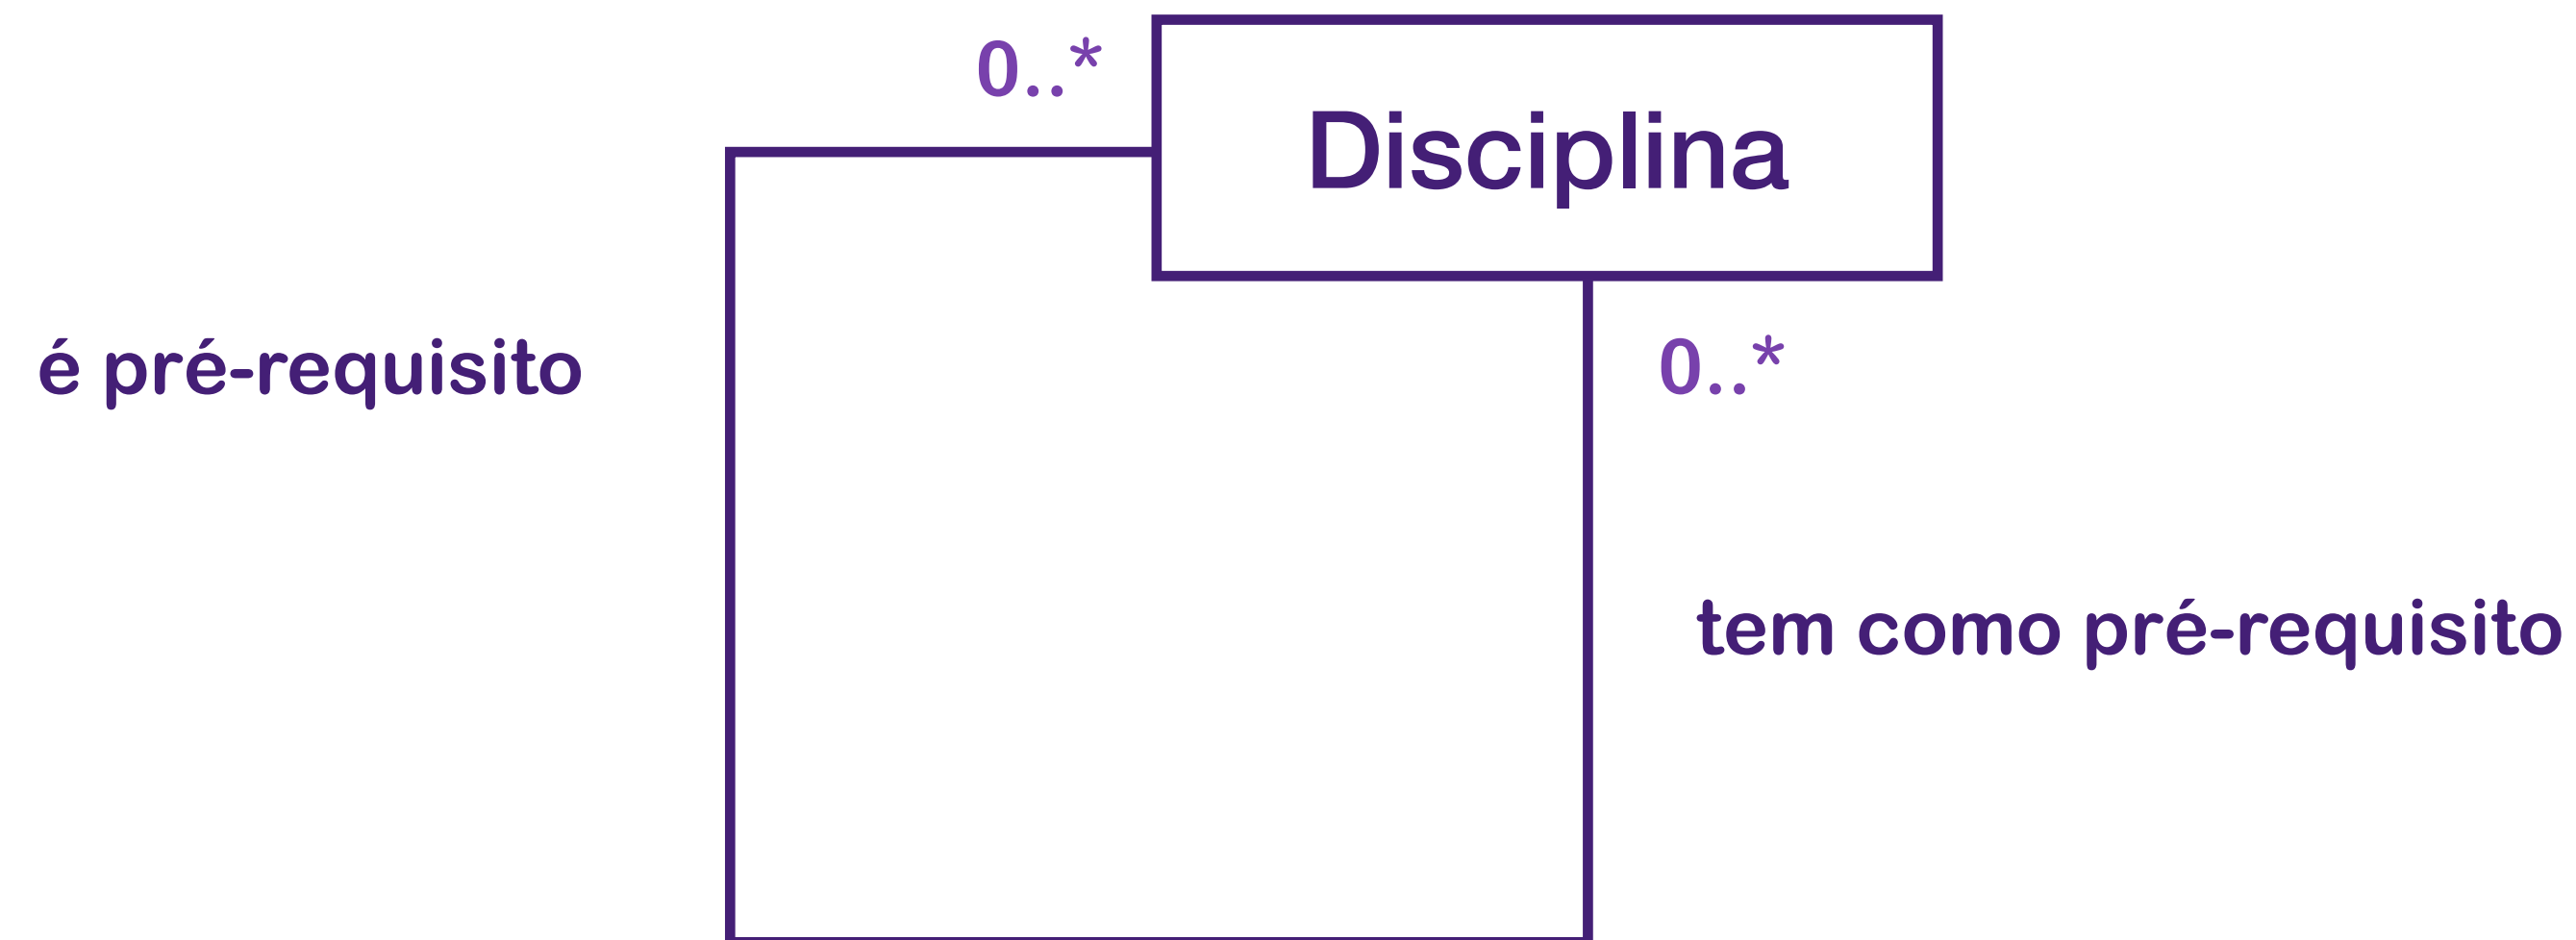 0..*
Disciplina
é pré-requisito
0..*
tem como pré-requisito